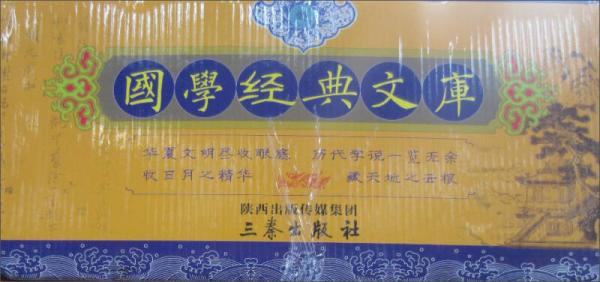 國學经典文庫
华夏文明尽收眼底 历代学说一览无余
收日月之精华 藏天地之云根
陕西出版传媒集团
三秦出版社